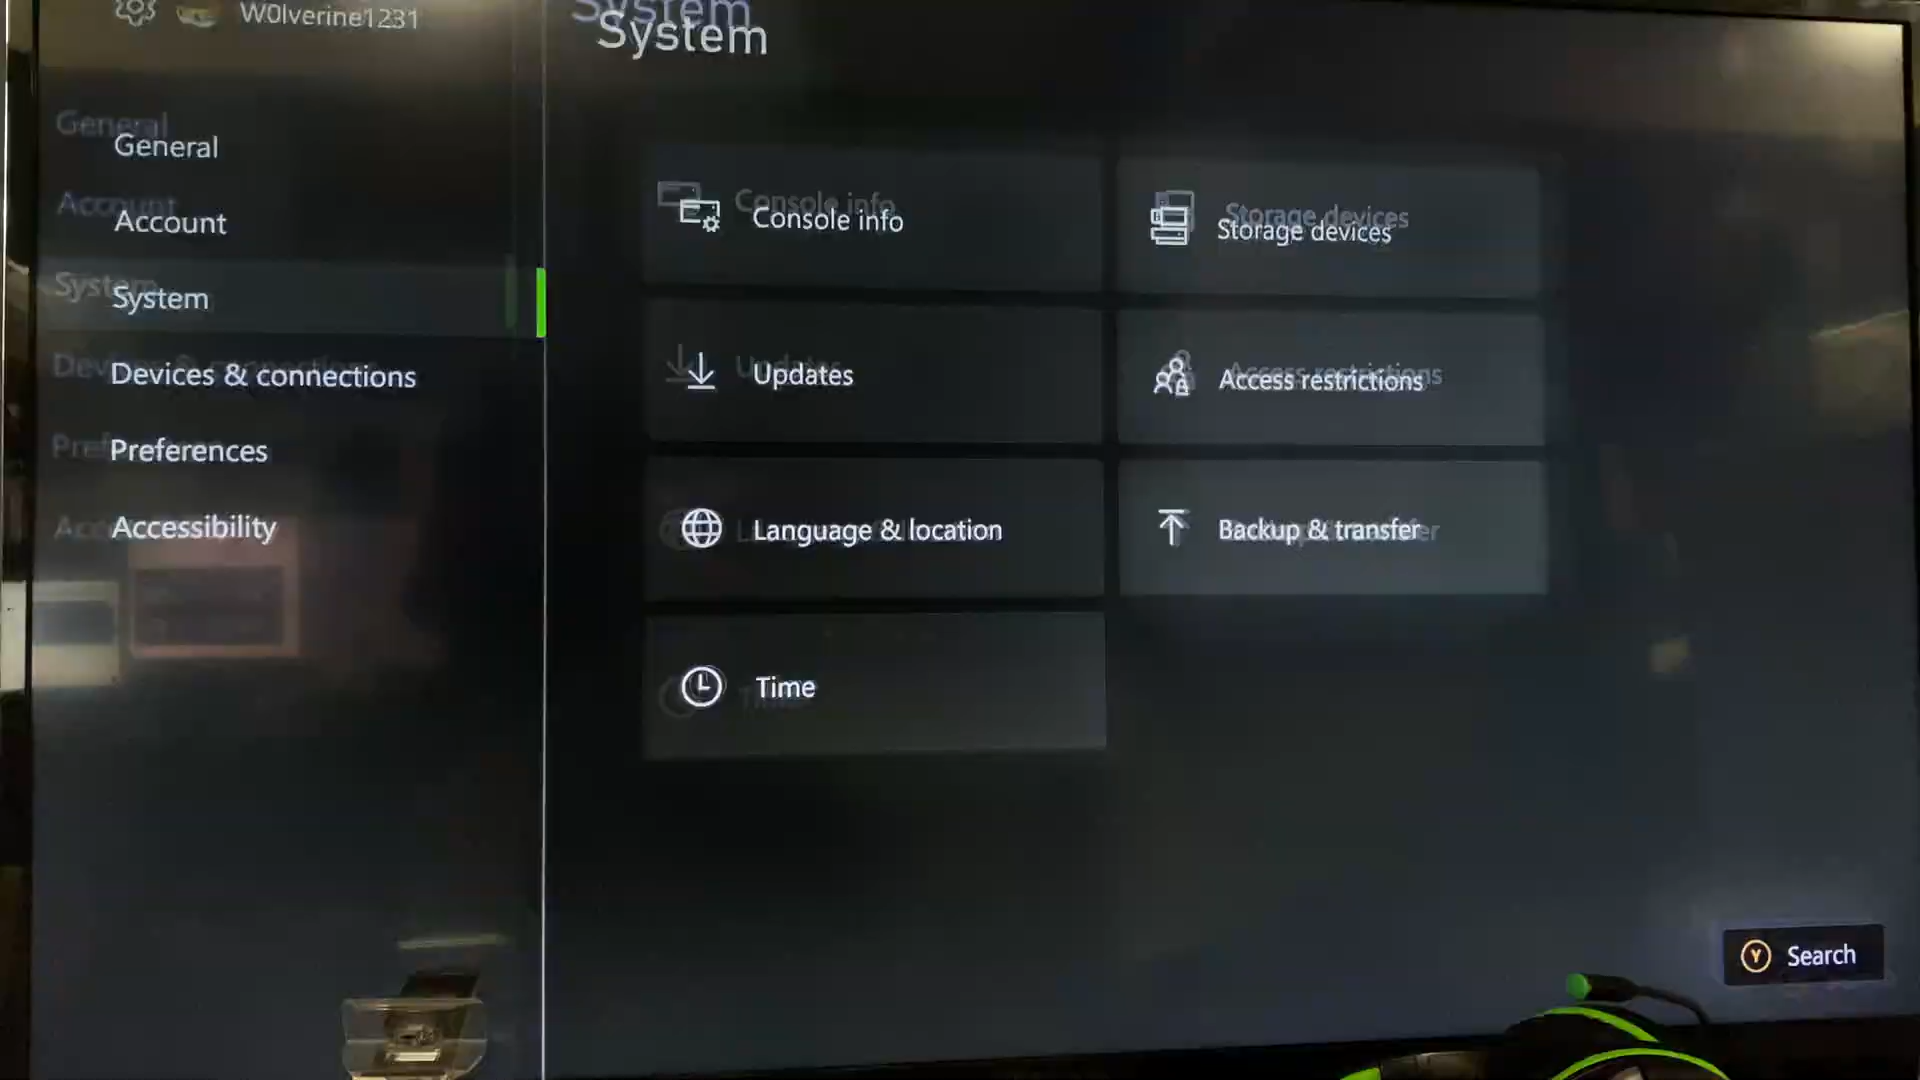 W0lverine1231
System
General
Account
System
Devices & connections
Preferences
Accessibility
System
Console info
Storage devices
Updates
Access restrictions
Language & location
Backup & transfer
Time
Y Search